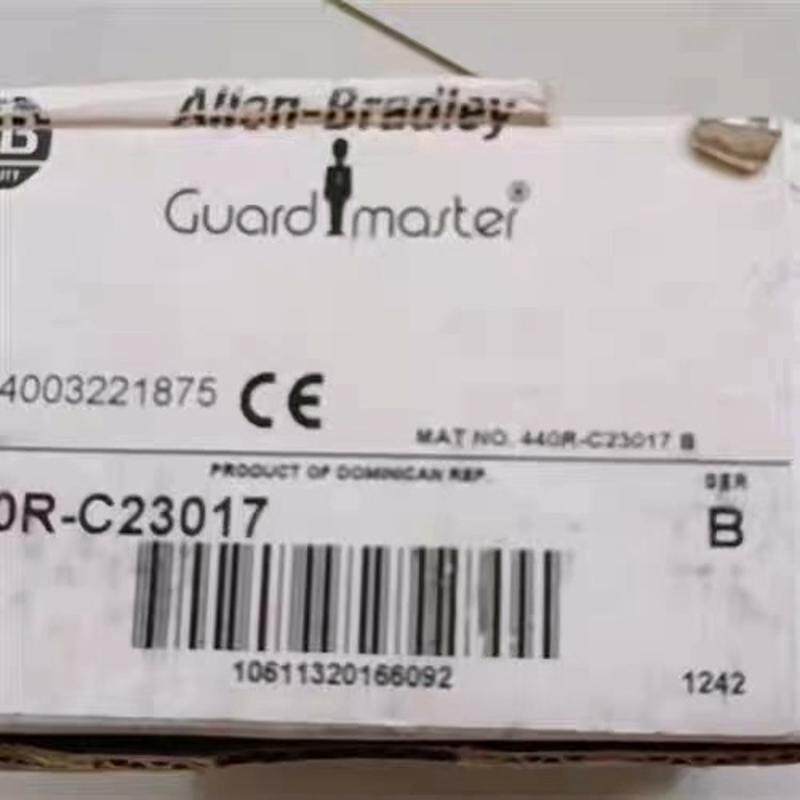 Allen-Bradley
Guardmaster®
4003221875 CE
MAT NO. 440R-C23017 B
PRODUCT OF DOMINICAN REP.
SER
0R-C23017
B
10611320166092
1242